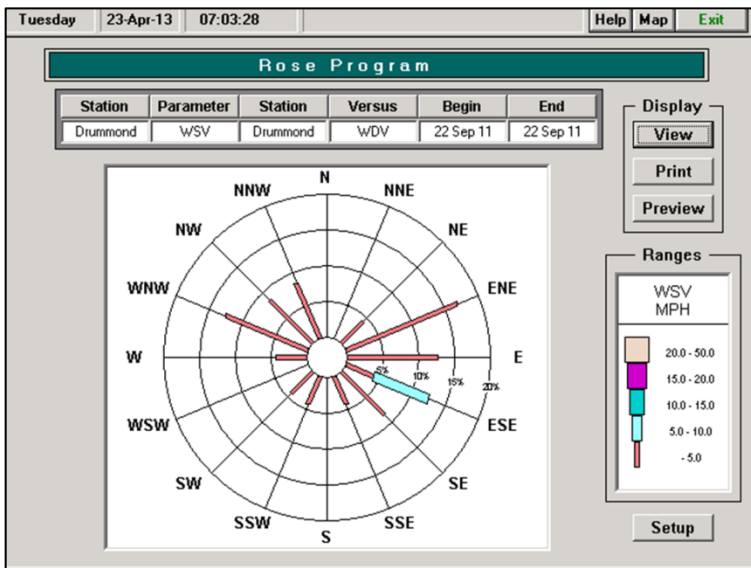 Tuesday 23-Apr-13 07:03:28 Help Map Exit
Rose Program
Station Parameter Station Versus Begin End
Drummond WSV Drummond WDV 22 Sep 11 22 Sep 11
Display
View
Print
Preview
N
NNW NNE
NW NE
WNW ENE
W E
5% 10% 15% 20%
WSW ESE
SW SE
SSW SSE
S
Ranges
WSV
MPH
20.0 - 50.0
15.0 - 20.0
10.0 - 15.0
5.0 - 10.0
- 5.0
Setup